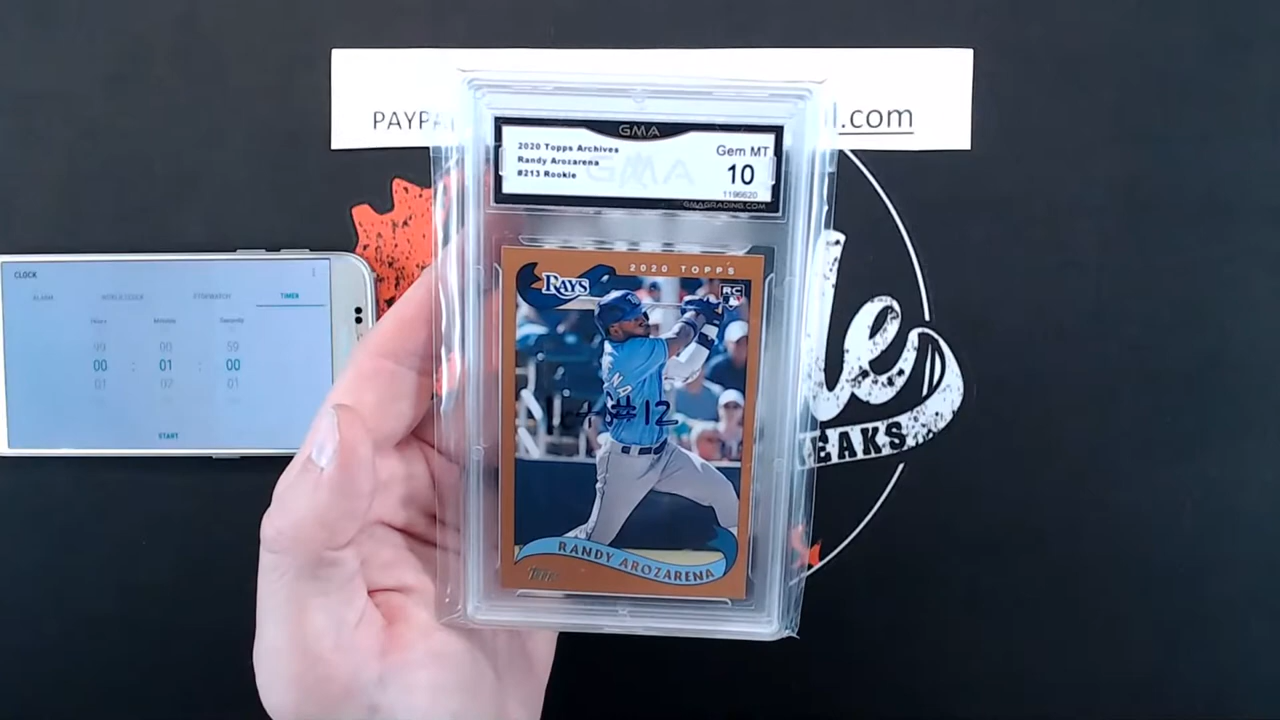 l.com
GMA
2020 Topps Archives
Randy Arozarena
#213 Rookie
Gem MT
10
1196620
GMAGRADING.COM
2020 TOPPS
RAYS
RC
#12
RANDY AROZARENA
CLOCK
ALARM
WORLD CLOCK
STOPWATCH
TIMER
Hours Minutes Seconds
99 00 59
00 : 01 : 00
01 02 01
START
EAKS